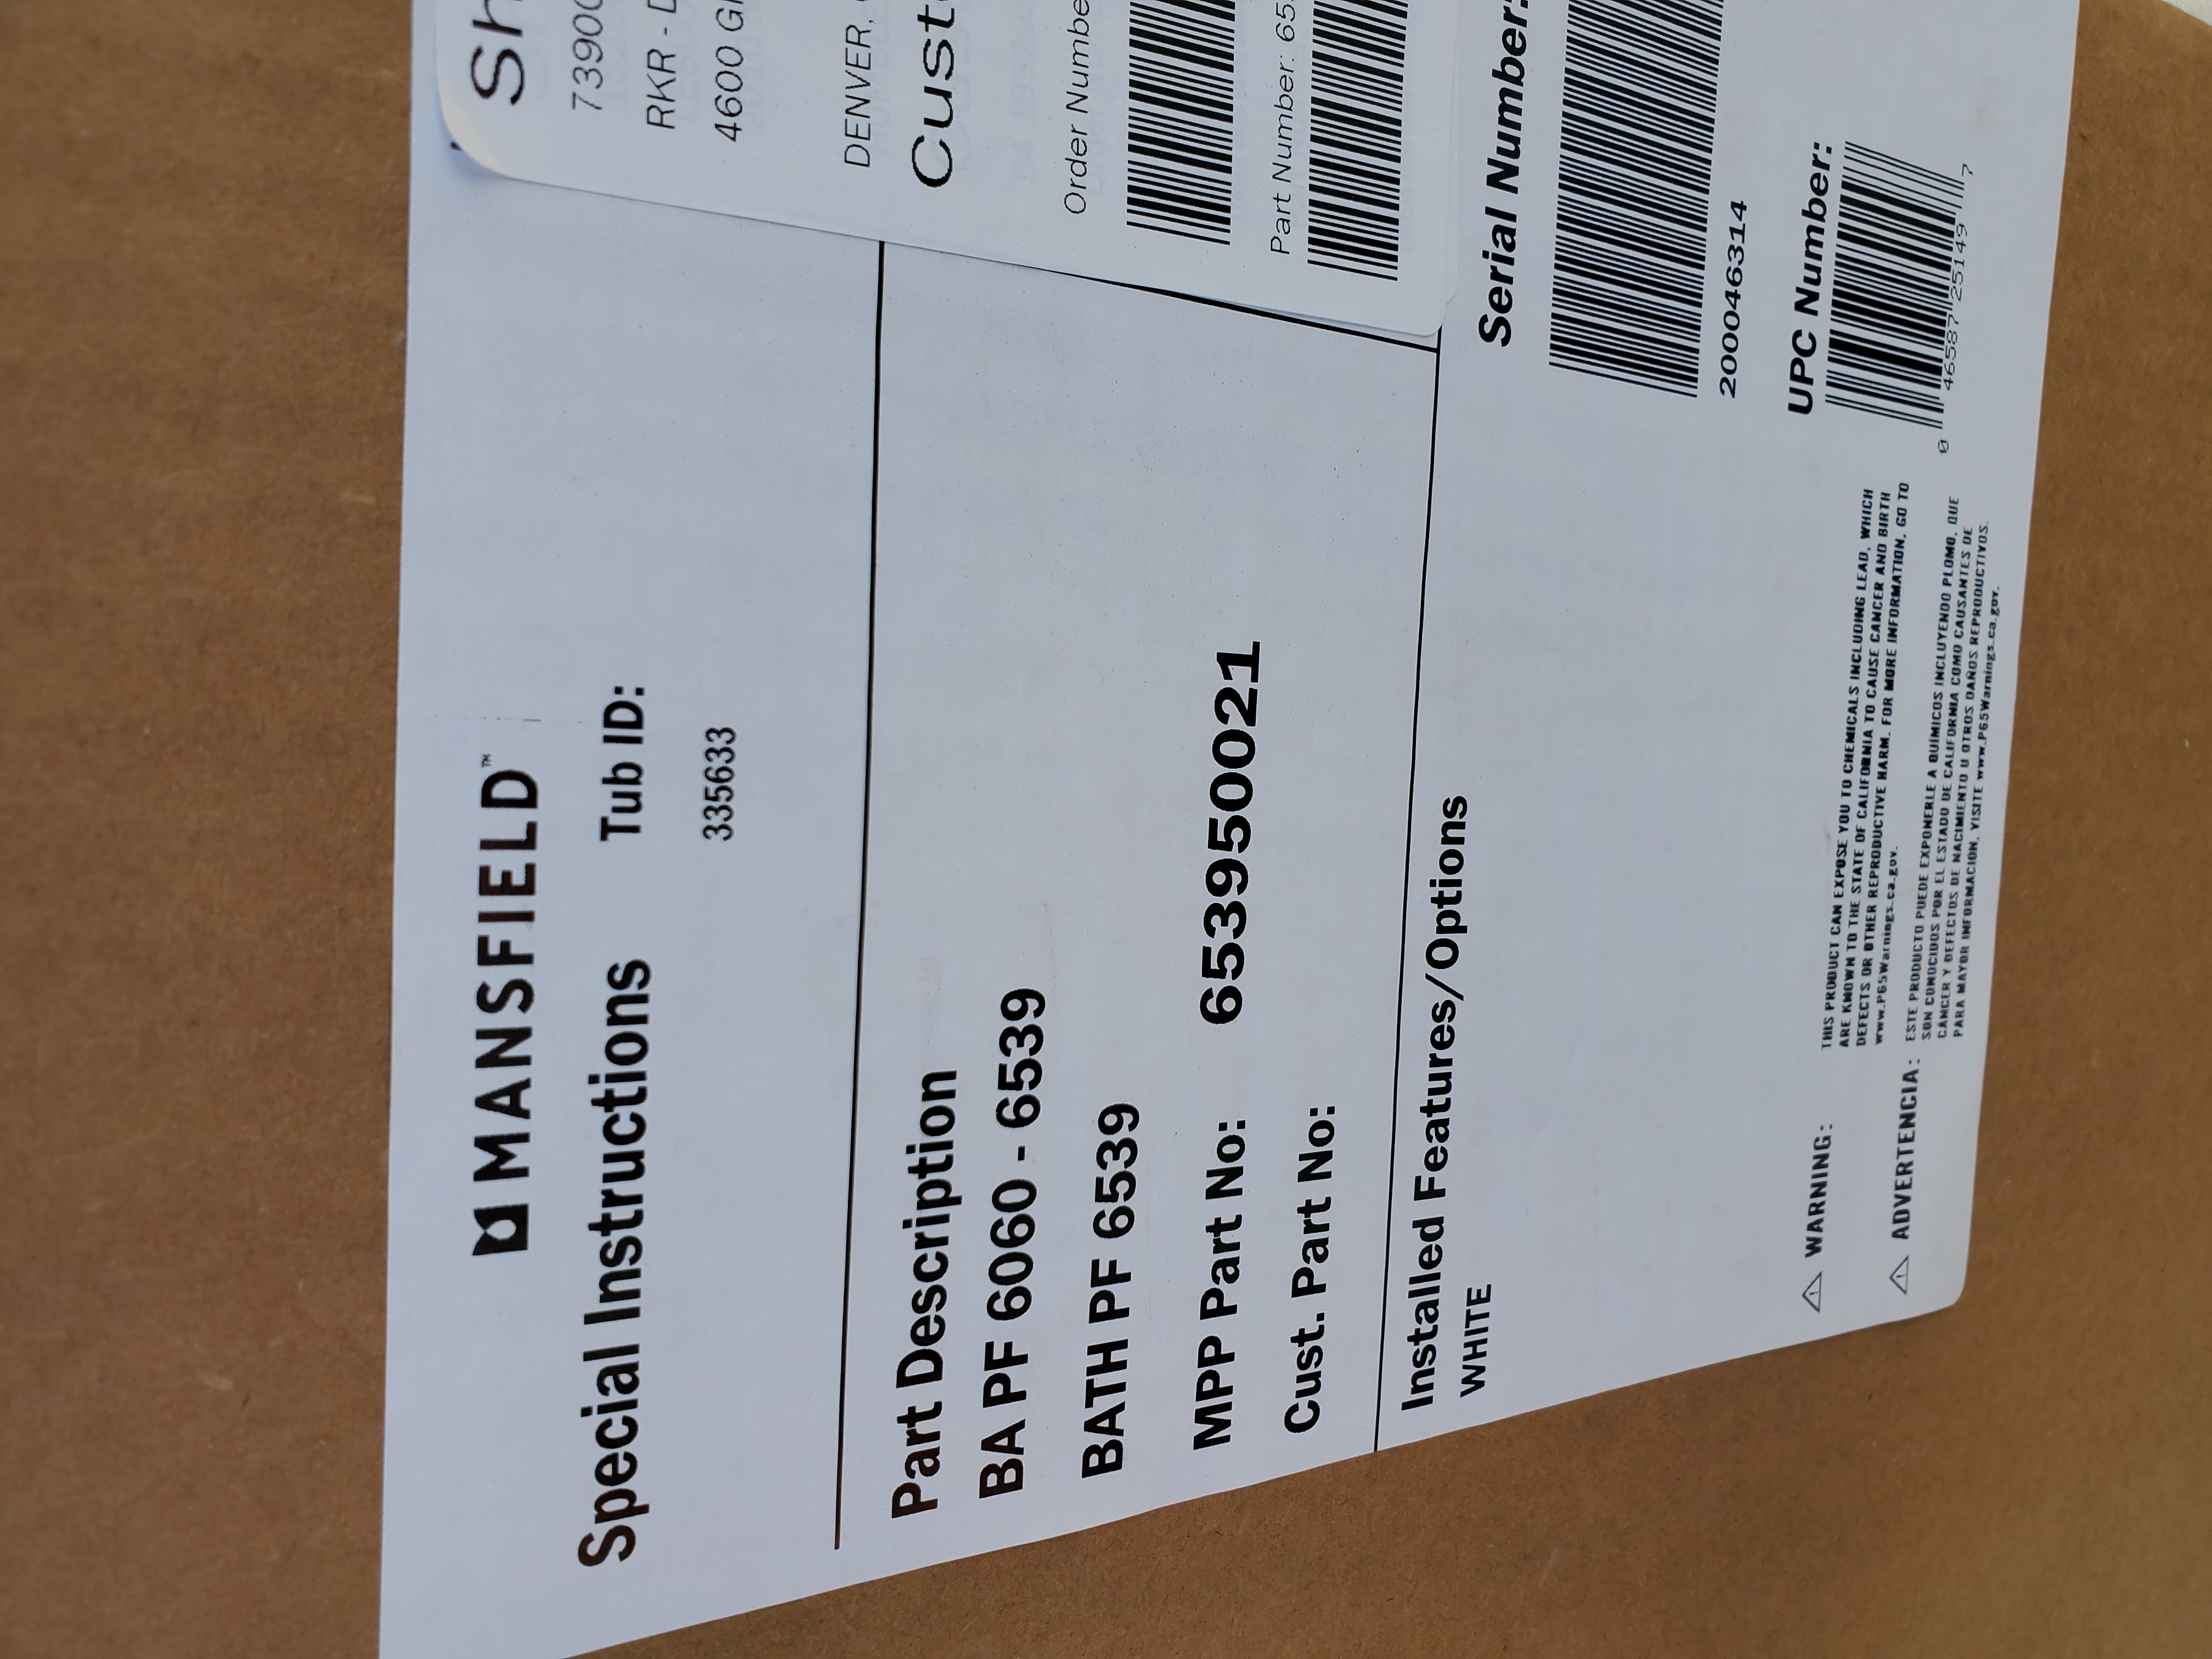 MANSFIELD™
Special Instructions
Tub ID:
335633
Part Description
BA PF 6060 - 6539
BATH PF 6539
MPP Part No: 653950021
Cust. Part No:
Installed Features/Options
WHITE
WARNING:
THIS PRODUCT CAN EXPOSE YOU TO CHEMICALS INCLUDING LEAD, WHICH
ARE KNOWN TO THE STATE OF CALIFORNIA TO CAUSE CANCER AND BIRTH
DEFECTS OR OTHER REPRODUCTIVE HARM. FOR MORE INFORMATION, GO TO
www.P65Warnings.ca.gov.
ADVERTENCIA:
ESTE PRODUCTO PUEDE EXPONERLE A QUÍMICOS INCLUYENDO PLOMO, QUE
SON CONOCIDOS POR EL ESTADO DE CALIFORNIA COMO CAUSANTES DE
CÁNCER Y DEFECTOS DE NACIMIENTO U OTROS DAÑOS REPRODUCTIVOS.
PARA MAYOR INFORMACIÓN, VISITE www.P65Warnings.ca.gov.
Sh
7390
RKR - D
4600 G
DENVER,
Cust
Order Numbe
Part Number: 65
Serial Number:
200046314
UPC Number:
0 46587 25149 7